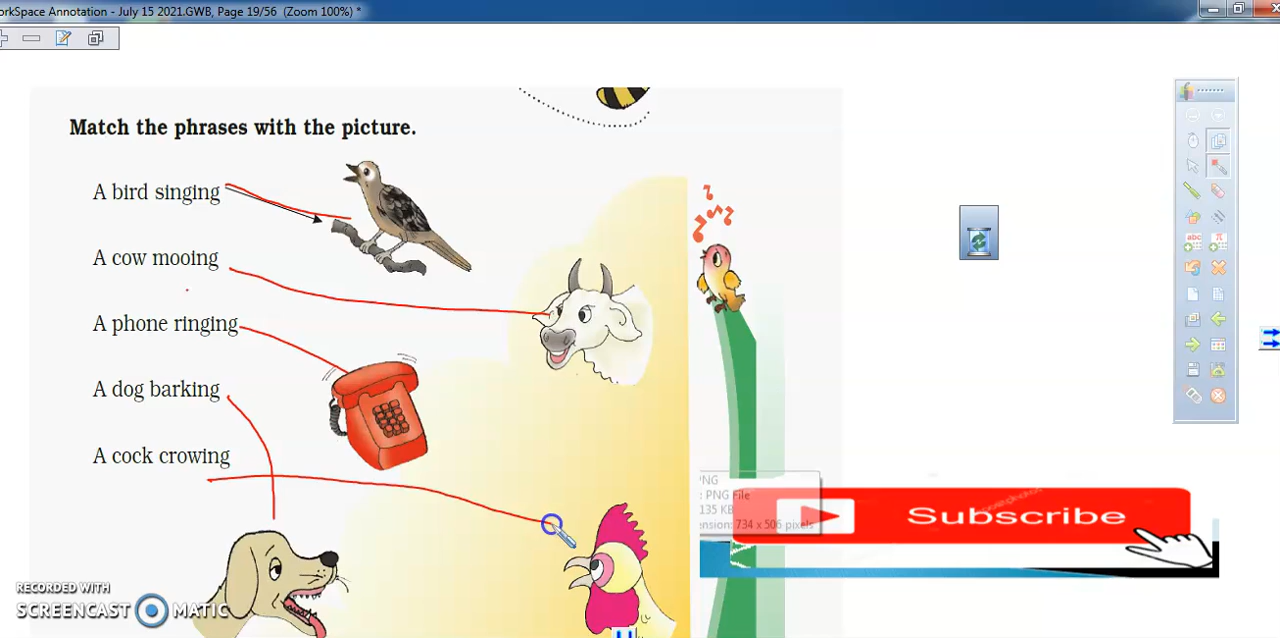 orkSpace Annotation - July 15 2021.GWB, Page 19/56 (Zoom 100%) *
Match the phrases with the picture.
A bird singing
A cow mooing
A phone ringing
A dog barking
A cock crowing
PNG
: PNG File
135 KB
ension: 734 x 506 pixels
Subscribe
RECORDED WITH
SCREENCAST MATIC